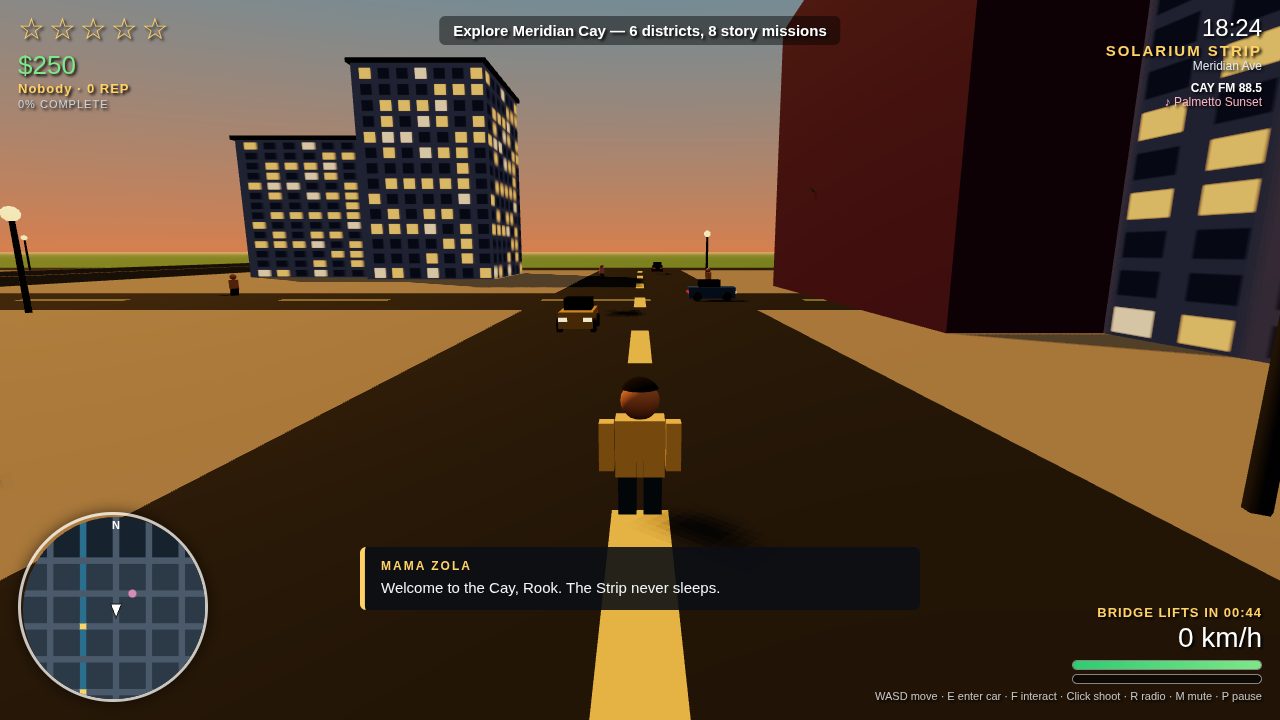 Explore Meridian Cay — 6 districts, 8 story missions
$250
Nobody · 0 REP
0% COMPLETE
18:24
SOLARIUM STRIP
Meridian Ave
CAY FM 88.5
♪ Palmetto Sunset
N
MAMA ZOLA
Welcome to the Cay, Rook. The Strip never sleeps.
BRIDGE LIFTS IN 00:44
0 km/h
WASD move · E enter car · F interact · Click shoot · R radio · M mute · P pause